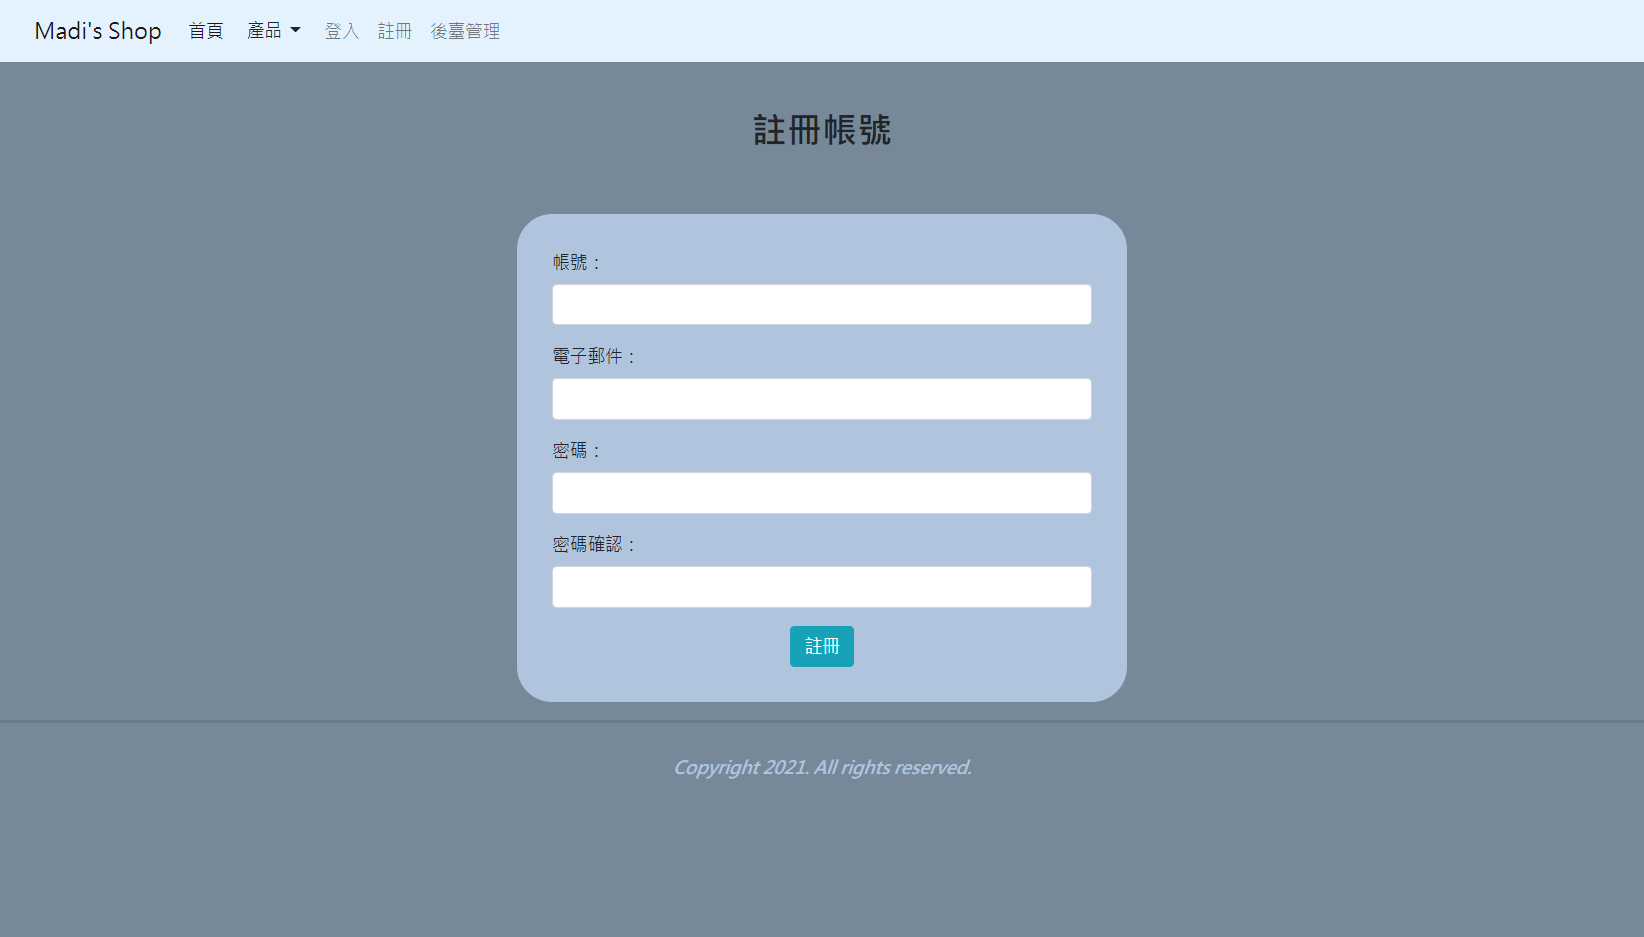 Madi's Shop 首頁 產品 登入 註冊 後臺管理
註冊帳號
帳號：
電子郵件：
密碼：
密碼確認：
註冊
Copyright 2021. All rights reserved.